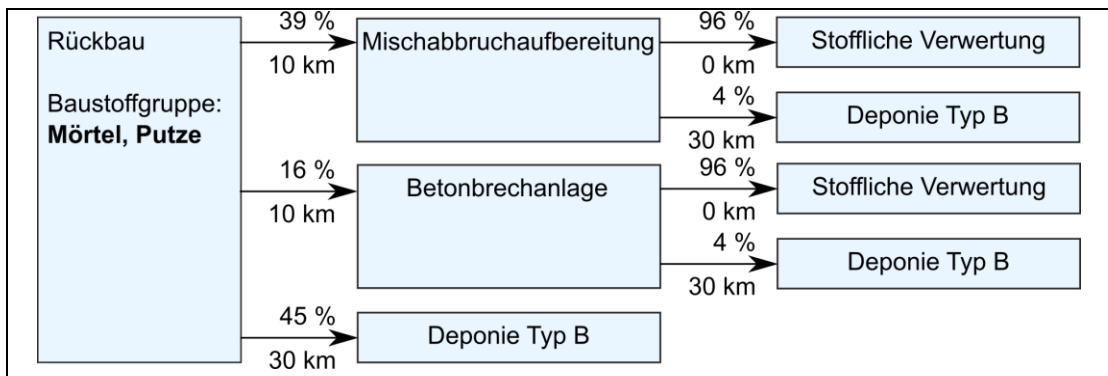 Rückbau
Baustoffgruppe:
Mörtel, Putze
39 %
10 km
Mischabbruchaufbereitung
96 %
0 km
Stoffliche Verwertung
4 %
30 km
Deponie Typ B
16 %
10 km
Betonbrechanlage
96 %
0 km
Stoffliche Verwertung
4 %
30 km
Deponie Typ B
45 %
30 km
Deponie Typ B